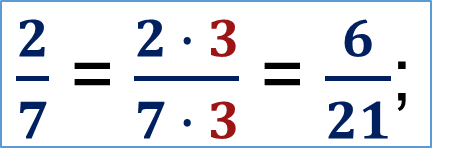 2/7 = 2 · 3/7 · 3 = 6/21;